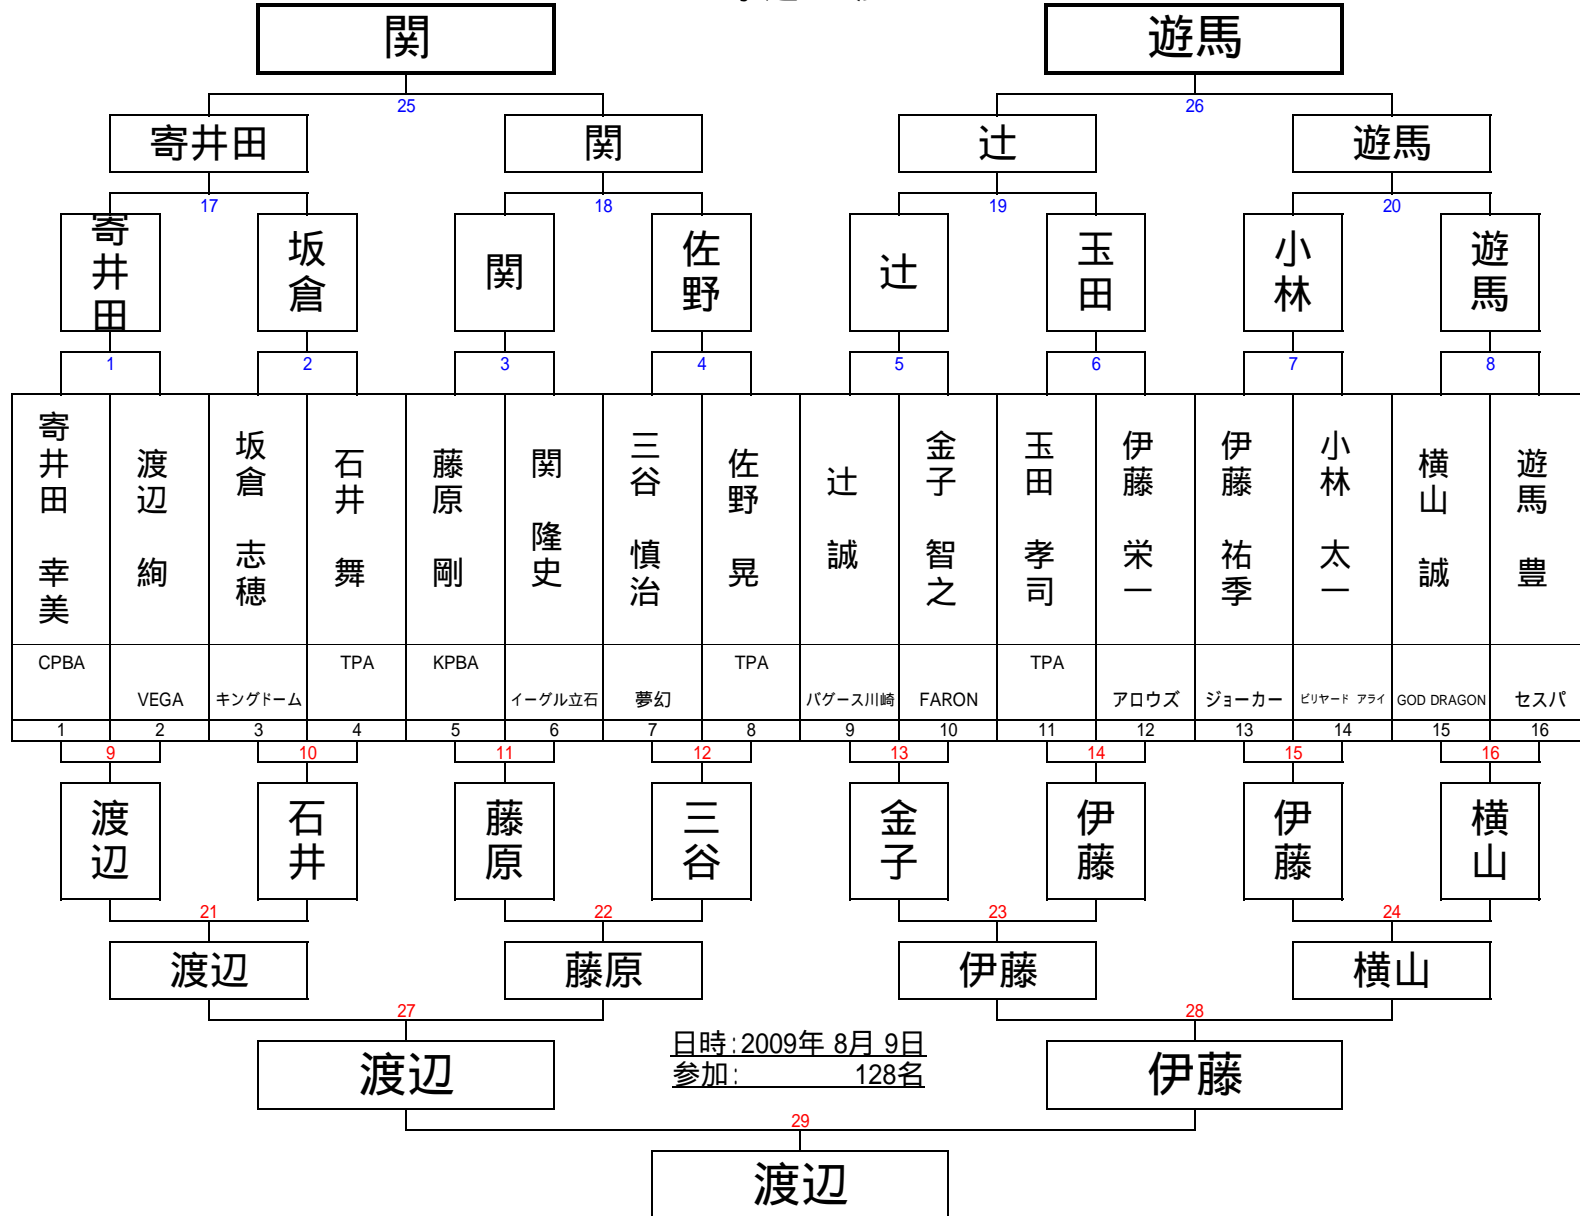 関
遊馬
25
26
寄井田
関
辻
遊馬
17
18
19
20
寄井田
坂倉
関
佐野
辻
玉田
小林
遊馬
1
2
3
4
5
6
7
8
寄井田 幸美
渡辺 絢
坂倉 志穂
石井 舞
藤原 剛
関 隆史
三谷 慎治
佐野 晃
辻 誠
金子 智之
玉田 孝司
伊藤 栄一
伊藤 祐季
小林 太一
横山 誠
遊馬 豊
CPBA
VEGA
キングドーム
TPA
KPBA
イーグル立石
夢幻
TPA
バグース川崎
FARON
TPA
アロウズ
ジョーカー
ビリヤード アライ
GOD DRAGON
セスパ
1
2
3
4
5
6
7
8
9
10
11
12
13
14
15
16
9
10
11
12
13
14
15
16
渡辺
石井
藤原
三谷
金子
伊藤
伊藤
横山
21
22
23
24
渡辺
藤原
伊藤
横山
27
28
日時:2009年 8月 9日
参加: 128名
渡辺
伊藤
29
渡辺